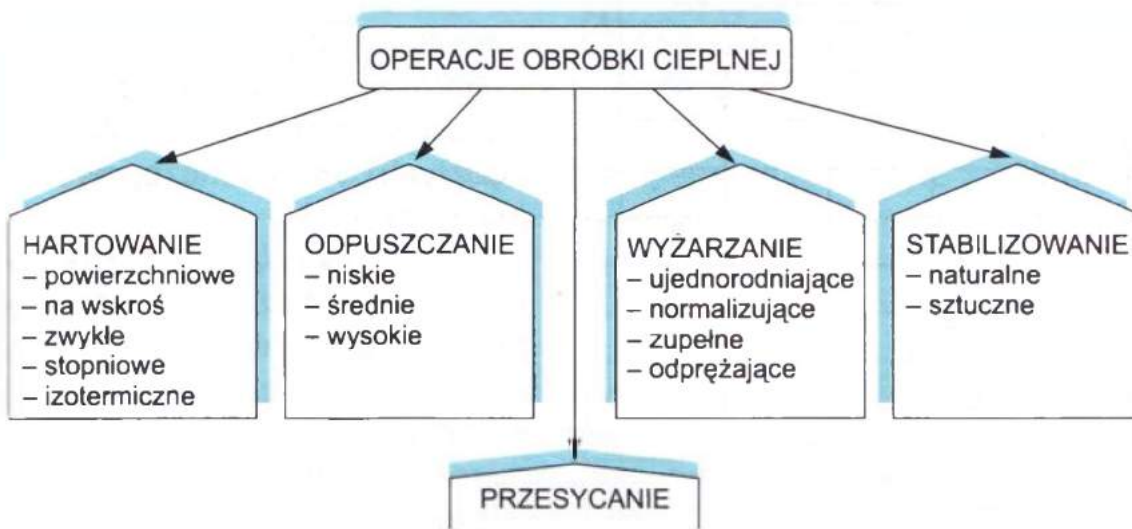 OPERACJE OBRÓBKI CIEPLNEJ
HARTOWANIE
– powierzchniowe
– na wskroś
– zwykłe
– stopniowe
– izotermiczne
ODPUSZCZANIE
– niskie
– średnie
– wysokie
WYŻARZANIE
– ujednorodniające
– normalizujące
– zupełne
– odprężające
STABILIZOWANIE
– naturalne
– sztuczne
PRZESYCANIE